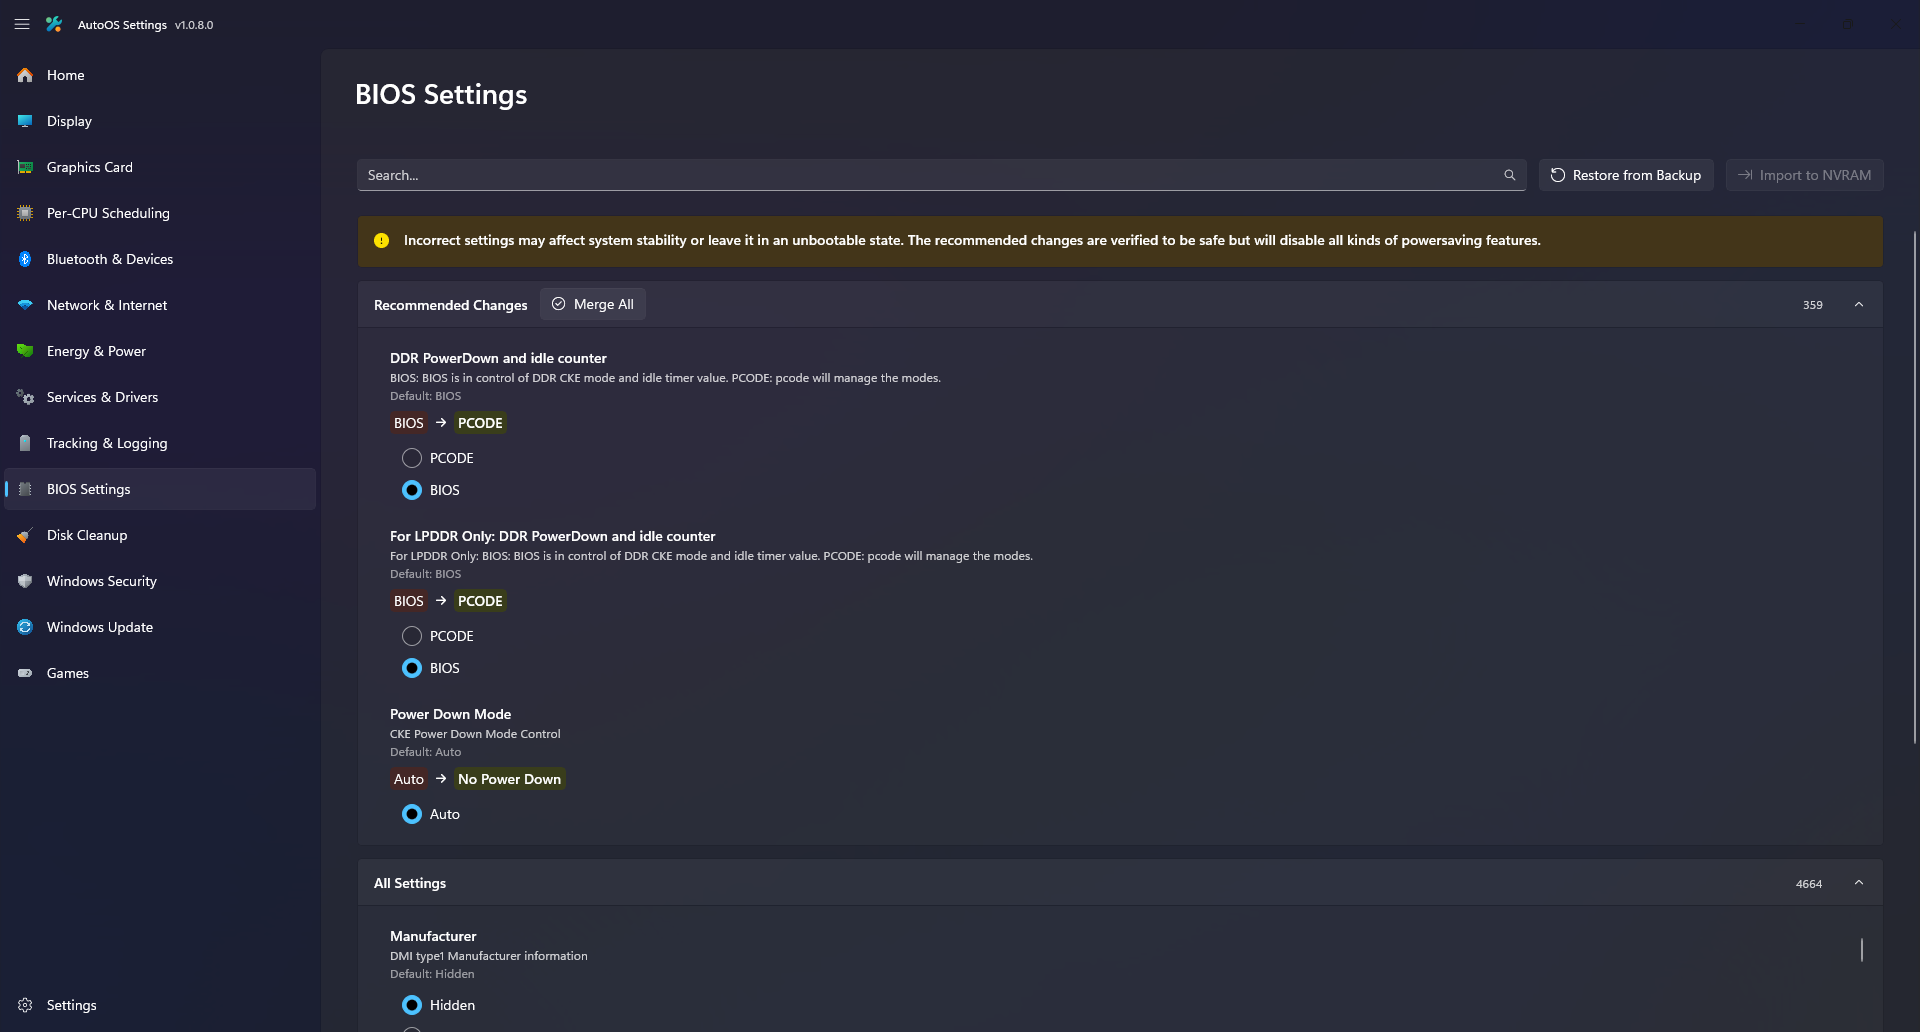 AutoOS Settings v1.0.8.0
Home
Display
Graphics Card
Per-CPU Scheduling
Bluetooth & Devices
Network & Internet
Energy & Power
Services & Drivers
Tracking & Logging
BIOS Settings
Disk Cleanup
Windows Security
Windows Update
Games
Settings
BIOS Settings
Search...
Restore from Backup
Import to NVRAM
Incorrect settings may affect system stability or leave it in an unbootable state. The recommended changes are verified to be safe but will disable all kinds of powersaving features.
Recommended Changes Merge All 359
DDR PowerDown and idle counter
BIOS: BIOS is in control of DDR CKE mode and idle timer value. PCODE: pcode will manage the modes.
Default: BIOS
BIOS → PCODE
PCODE
BIOS
For LPDDR Only: DDR PowerDown and idle counter
For LPDDR Only: BIOS: BIOS is in control of DDR CKE mode and idle timer value. PCODE: pcode will manage the modes.
Default: BIOS
BIOS → PCODE
PCODE
BIOS
Power Down Mode
CKE Power Down Mode Control
Default: Auto
Auto → No Power Down
Auto
All Settings 4664
Manufacturer
DMI type1 Manufacturer information
Default: Hidden
Hidden